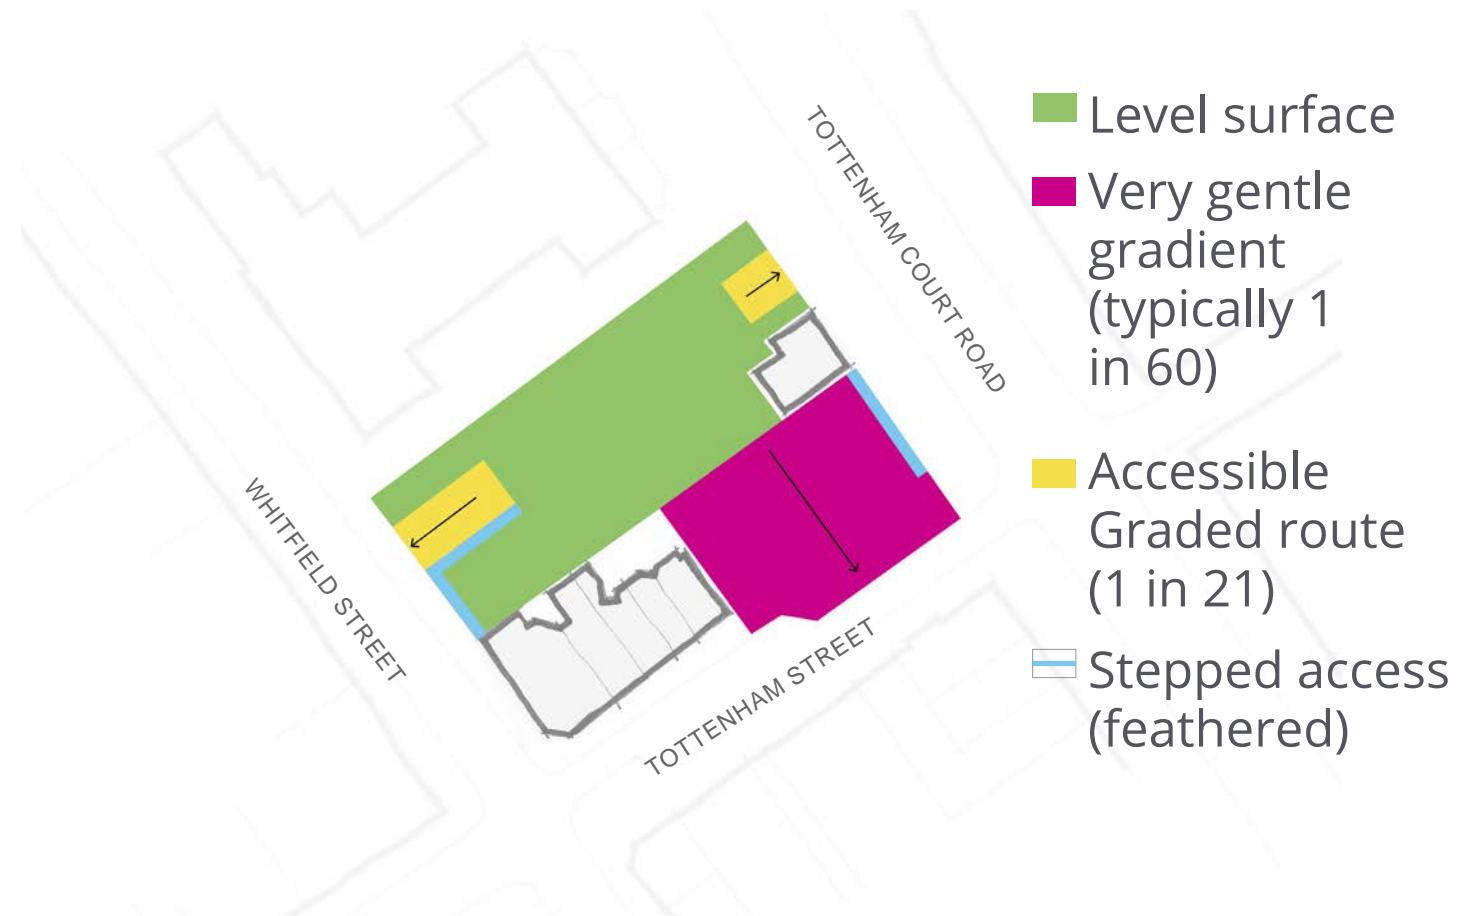 TOTTENHAM COURT ROAD
WHITFIELD STREET
TOTTENHAM STREET
Level surface
Very gentle
gradient
(typically 1
in 60)
Accessible
Graded route
(1 in 21)
Stepped access
(feathered)